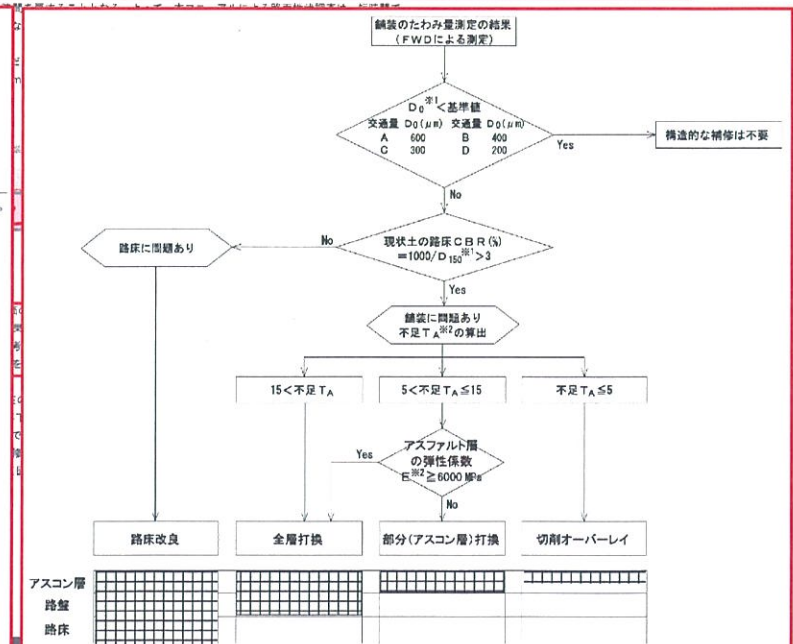 舗装のたわみ量測定の結果
(FWDによる測定)
D₀※1<基準値
交通量 D₀(μm) 交通量 D₀(μm)
A 600 B 400
C 300 D 200
Yes
構造的な補修は不要
No
現状土の路床CBR(%)
=1000/D₁₅₀※1>3
No
路床に問題あり
Yes
舗装に問題あり
不足TA※2の算出
15<不足TA
5<不足TA≦15
不足TA≦5
アスファルト層
の弾性係数
E※2≧6000MPa
Yes
No
路床改良
全層打換
部分(アスコン層)打換
切削オーバーレイ
アスコン層
路盤
路床